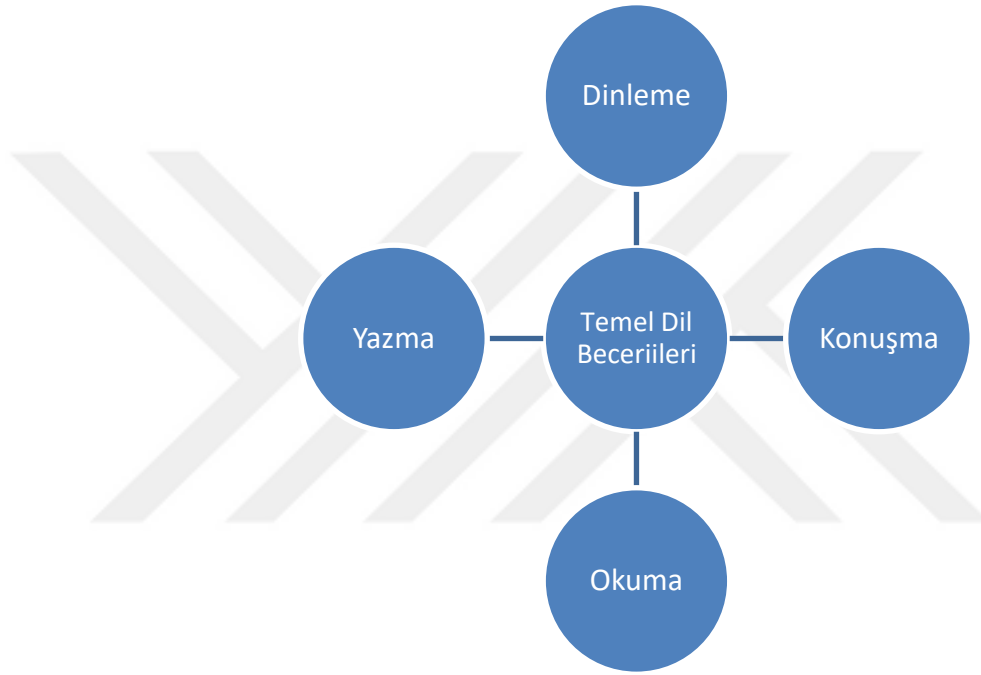 Dinleme
Yazma
Temel Dil
Beceriileri
Konuşma
Okuma